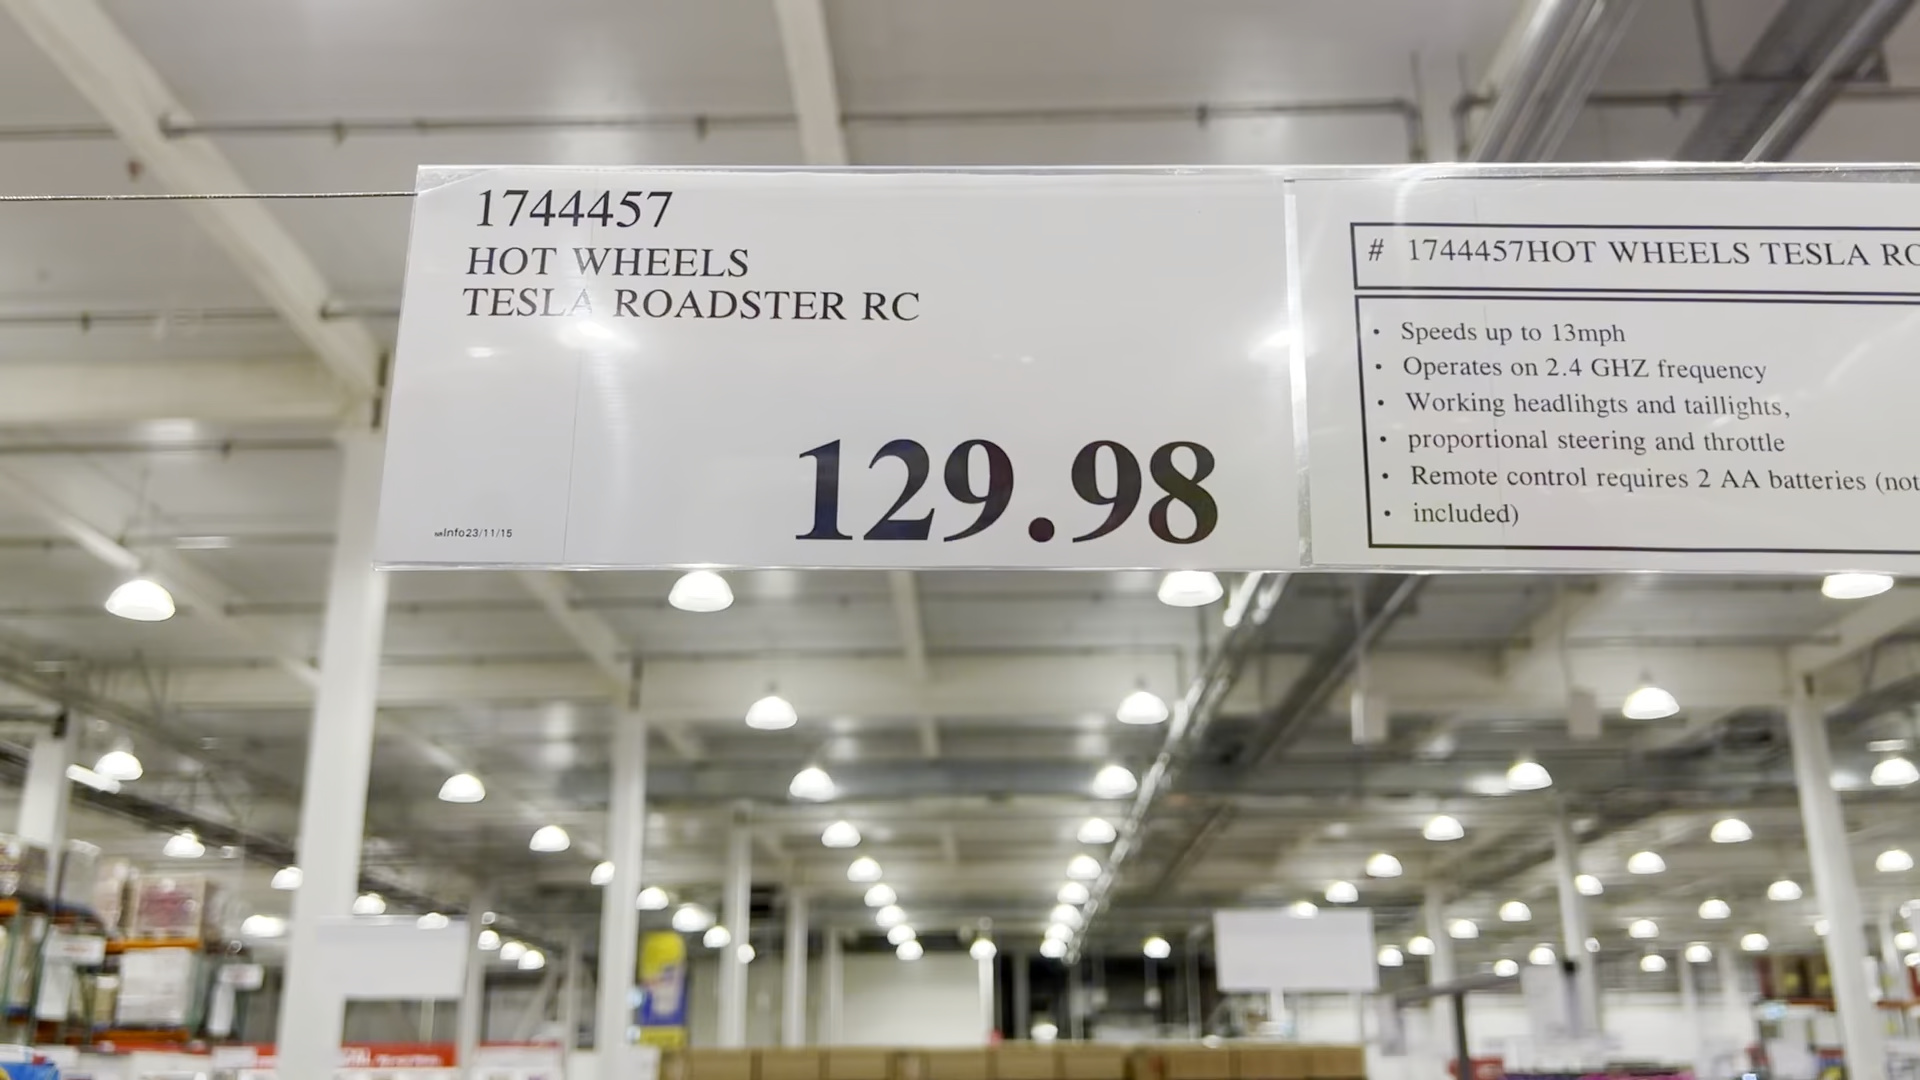 1744457
HOT WHEELS
TESLA ROADSTER RC
129.98
Info23/11/15
# 1744457HOT WHEELS TESLA RO
• Speeds up to 13mph
• Operates on 2.4 GHZ frequency
• Working headlihgts and taillights,
• proportional steering and throttle
• Remote control requires 2 AA batteries (not
• included)